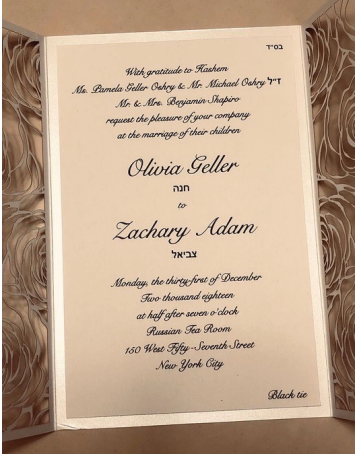 בס״ד
With gratitude to Hashem
Ms. Pamela Geller Oshry & Mr. Michael Oshry ז״ל
Mr. & Mrs. Benjamin Shapiro
request the pleasure of your company
at the marriage of their children
Olivia Geller
חנה
to
Zachary Adam
צביאל
Monday, the thirty-first of December
Two thousand eighteen
at half after seven o'clock
Russian Tea Room
150 West Fifty-Seventh Street
New York City
Black tie